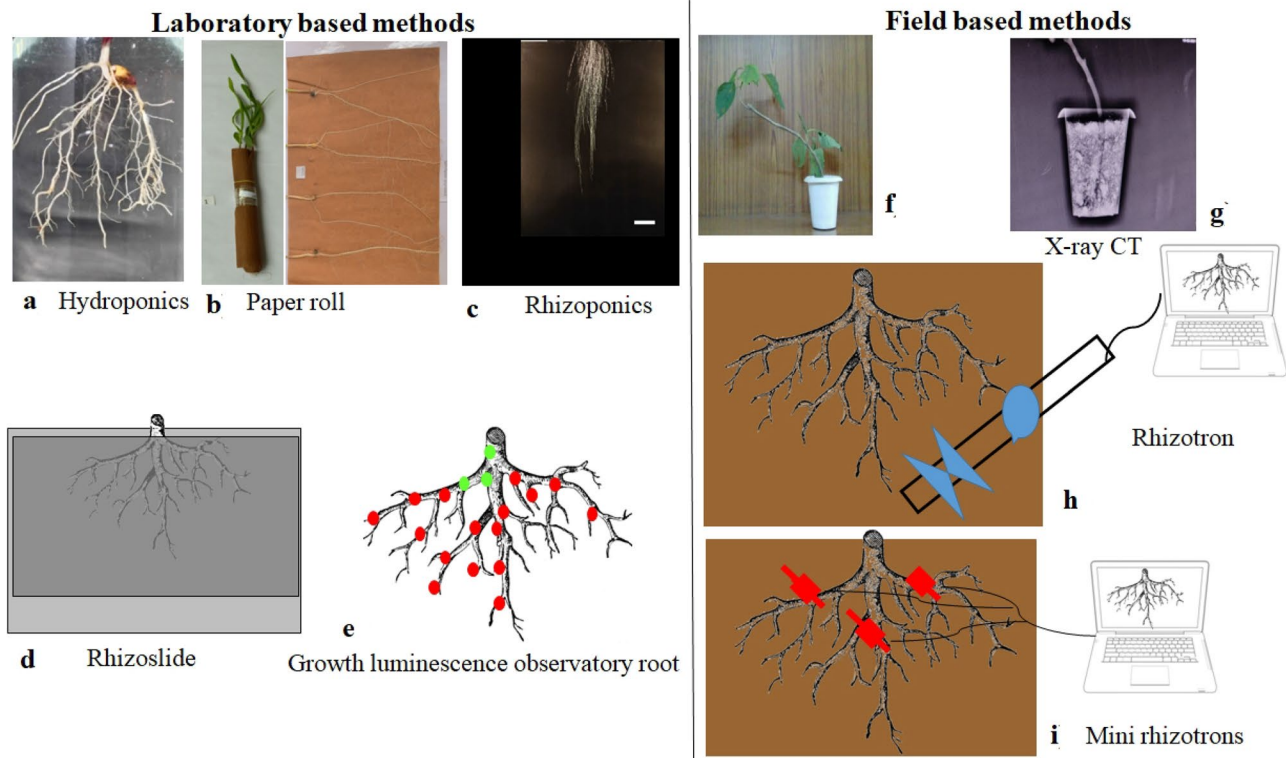 Laboratory based methods
Field based methods
a Hydroponics
b Paper roll
c Rhizoponics
f
g
X-ray CT
d Rhizoslide
e
Growth luminescence observatory root
Rhizotron
h
i Mini rhizotrons